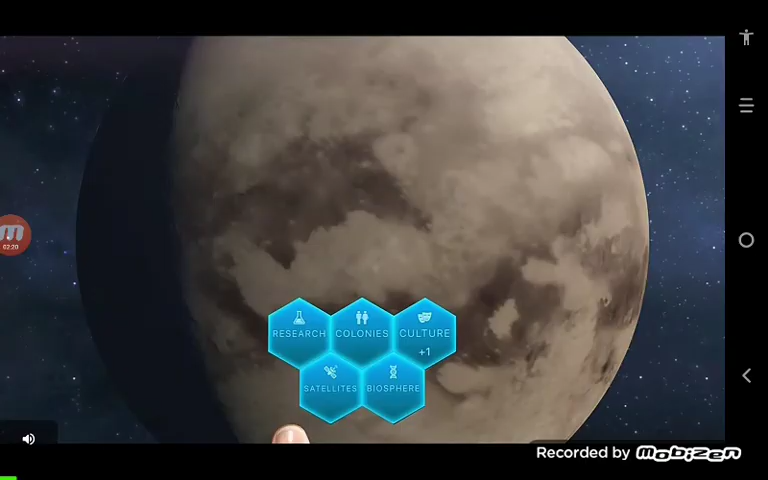 02:20
RESEARCH
COLONIES
CULTURE
+1
SATELLITES
BIOSPHERE
Recorded by MobiZen